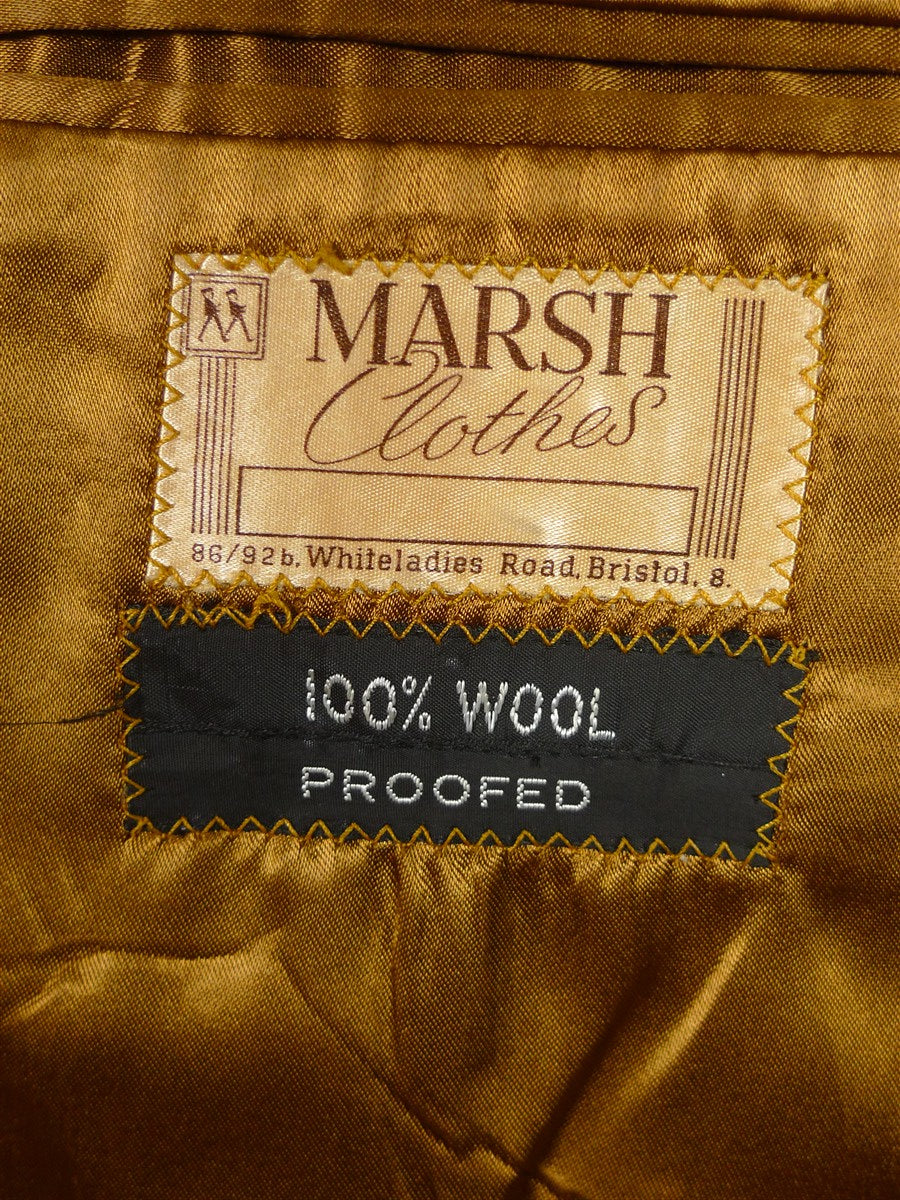 MARSH
Clothes
86/92b, Whiteladies Road, Bristol, 8.
100% WOOL
PROOFED